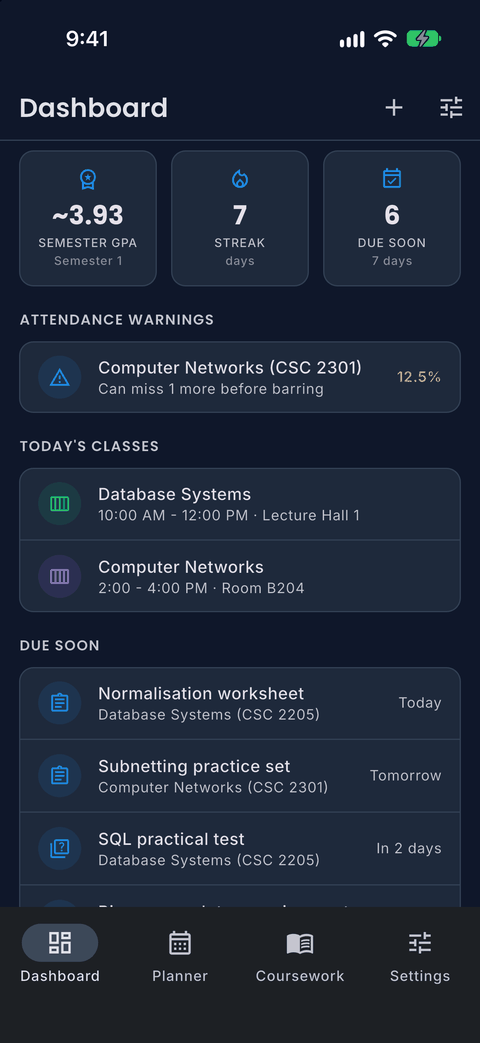 9:41
Dashboard
~3.93
SEMESTER GPA
Semester 1
7
STREAK
days
6
DUE SOON
7 days
ATTENDANCE WARNINGS
Computer Networks (CSC 2301)
Can miss 1 more before barring
12.5%
TODAY'S CLASSES
Database Systems
10:00 AM - 12:00 PM · Lecture Hall 1
Computer Networks
2:00 - 4:00 PM · Room B204
DUE SOON
Normalisation worksheet
Database Systems (CSC 2205)
Today
Subnetting practice set
Computer Networks (CSC 2301)
Tomorrow
SQL practical test
Database Systems (CSC 2205)
In 2 days
Dashboard
Planner
Coursework
Settings